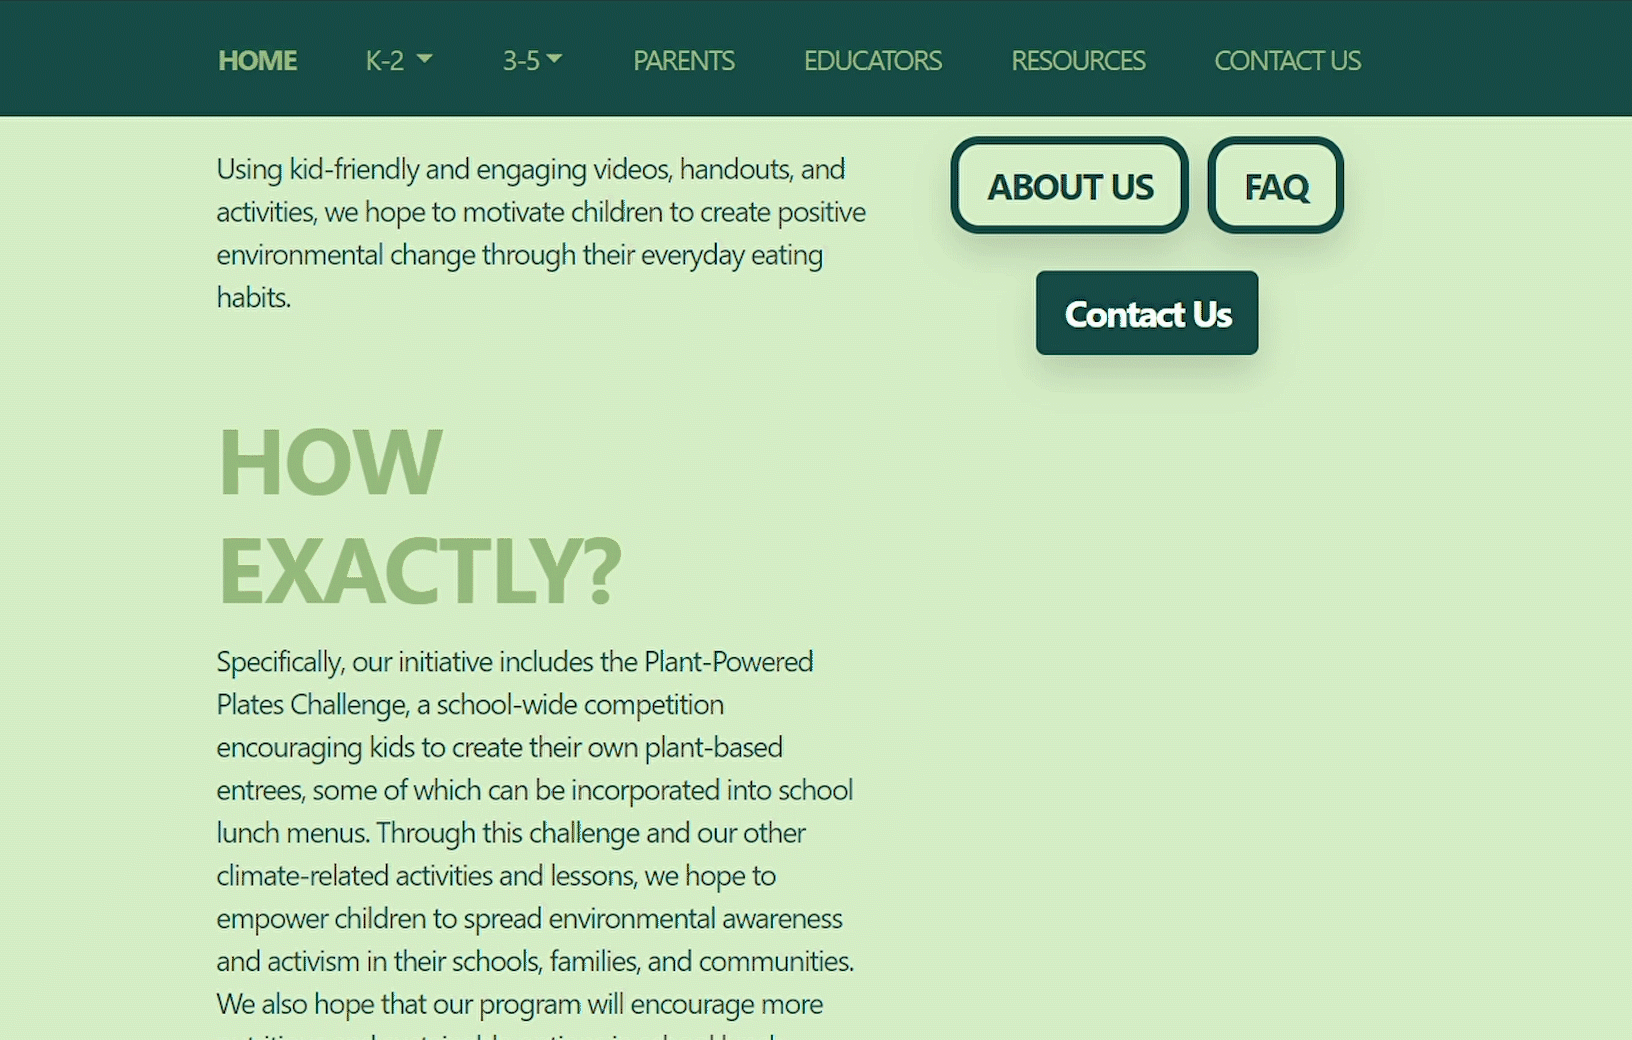 HOME K-2 3-5 PARENTS EDUCATORS RESOURCES CONTACT US
Using kid-friendly and engaging videos, handouts, and
activities, we hope to motivate children to create positive
environmental change through their everyday eating
habits.
ABOUT US FAQ
Contact Us
HOW
EXACTLY?
Specifically, our initiative includes the Plant-Powered
Plates Challenge, a school-wide competition
encouraging kids to create their own plant-based
entrees, some of which can be incorporated into school
lunch menus. Through this challenge and our other
climate-related activities and lessons, we hope to
empower children to spread environmental awareness
and activism in their schools, families, and communities.
We also hope that our program will encourage more